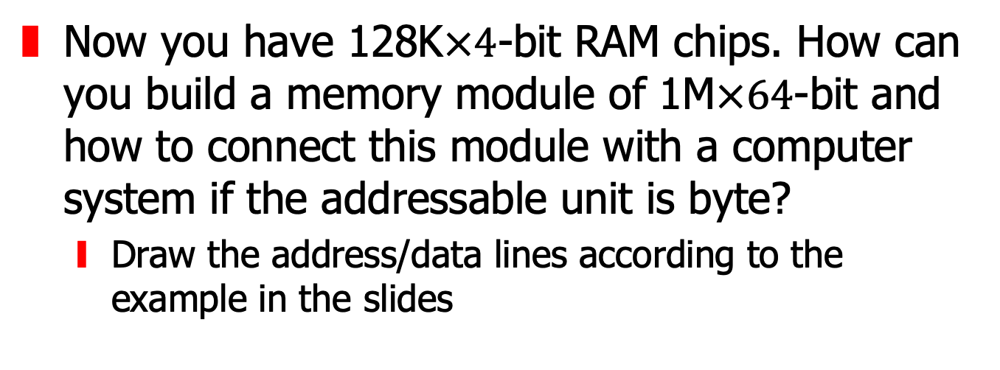 Now you have 128K×4-bit RAM chips. How can
you build a memory module of 1M×64-bit and
how to connect this module with a computer
system if the addressable unit is byte?
Draw the address/data lines according to the
example in the slides